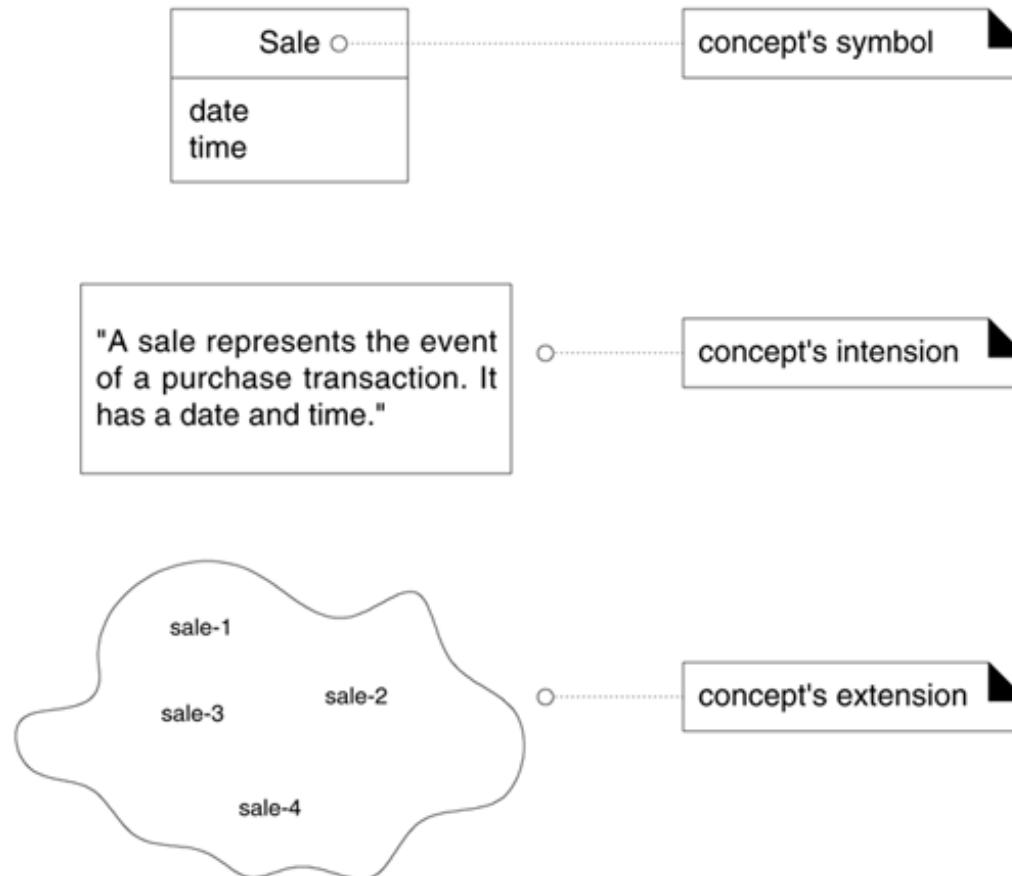 Sale
concept's symbol
date
time
"A sale represents the event
of a purchase transaction. It
has a date and time."
concept's intension
sale-1
sale-2
sale-3
concept's extension
sale-4